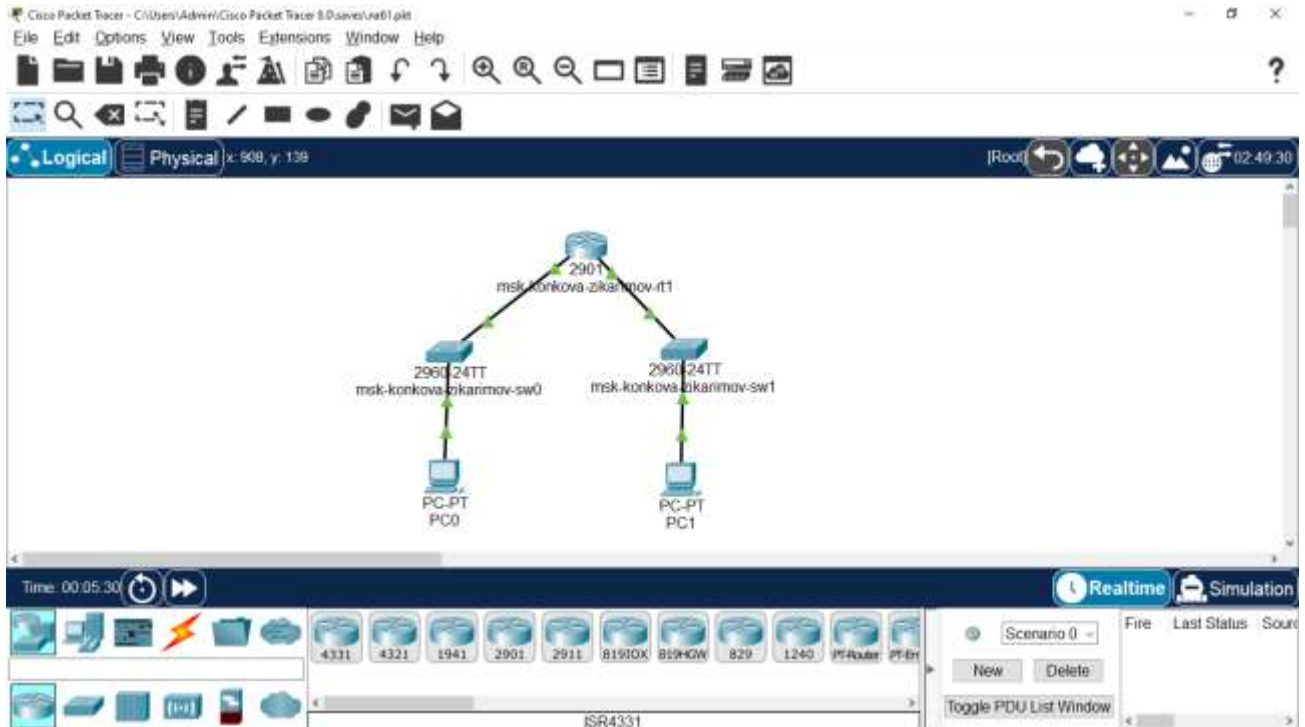 Cisco Packet Tracer - C:\Users\Admin\Cisco Packet Tracer 8.0\saves\лаб1.pkt
File Edit Options View Tools Extensions Window Help
?
Logical Physical x: 908, y: 139 [Root] 02:49:30
2901
msk-konkova-zikarimov-rt1
2960-24TT
msk-konkova-zikarimov-sw0
2960-24TT
msk-konkova-zikarimov-sw1
PC-PT
PC0
PC-PT
PC1
Time: 00:05:30 Realtime Simulation
4331 4321 1941 2901 2911 819IOX 819HGW 829 1240 PT-Router
Scenario 0
Fire Last Status
New Delete
Toggle PDU List Window
ISR4331